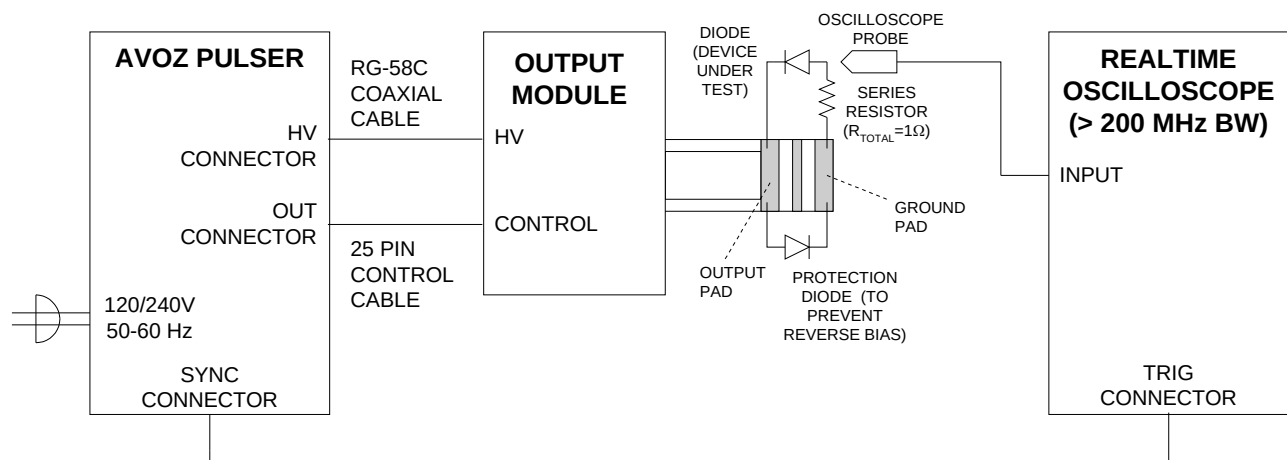 AVOZ PULSER
HV
CONNECTOR
OUT
CONNECTOR
120/240V
50-60 Hz
SYNC
CONNECTOR
RG-58C
COAXIAL
CABLE
25 PIN
CONTROL
CABLE
OUTPUT
MODULE
HV
CONTROL
DIODE
(DEVICE
UNDER
TEST)
OSCILLOSCOPE
PROBE
SERIES
RESISTOR
(RTOTAL=1Ω)
GROUND
PAD
OUTPUT
PAD
PROTECTION
DIODE (TO
PREVENT
REVERSE BIAS)
REALTIME
OSCILLOSCOPE
(> 200 MHz BW)
INPUT
TRIG
CONNECTOR